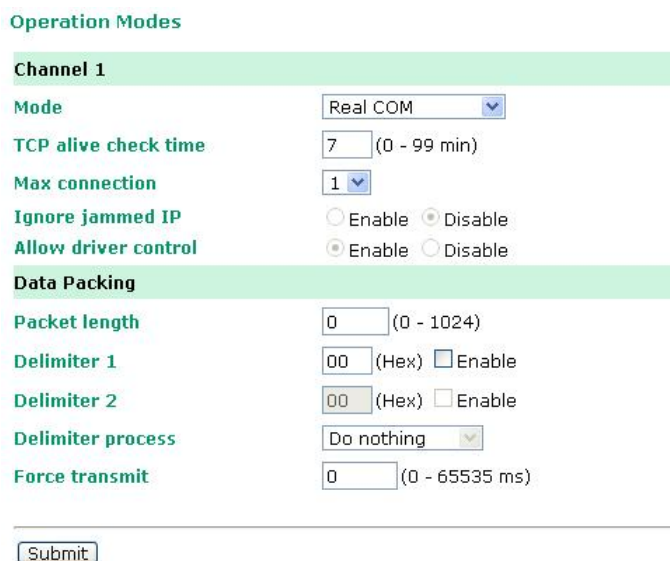 Operation Modes
Channel 1
Mode Real COM
TCP alive check time 7 (0 - 99 min)
Max connection 1
Ignore jammed IP Enable Disable
Allow driver control Enable Disable
Data Packing
Packet length 0 (0 - 1024)
Delimiter 1 00 (Hex) Enable
Delimiter 2 00 (Hex) Enable
Delimiter process Do nothing
Force transmit 0 (0 - 65535 ms)
Submit